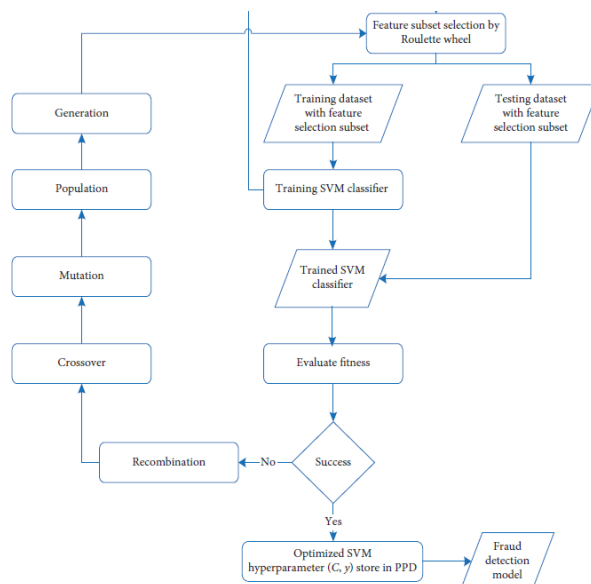 Feature subset selection by
Roulette wheel
Training dataset
with feature
selection subset
Testing dataset
with feature
selection subset
Generation
Training SVM classifier
Population
Trained SVM
classifier
Mutation
Evaluate fitness
Crossover
Success
No
Recombination
Yes
Optimized SVM
hyperparameter (C, y) store in PPD
Fraud
detection
model